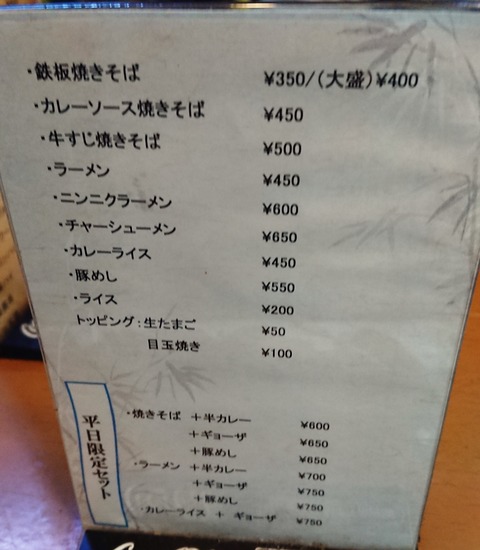 ・鉄板焼きそば ¥350/(大盛)¥400
・カレーソース焼きそば ¥450
・牛すじ焼きそば ¥500
・ラーメン ¥450
・ニンニクラーメン ¥600
・チャーシューメン ¥650
・カレーライス ¥450
・豚めし ¥550
・ライス ¥200
トッピング:生たまご ¥50
目玉焼き ¥100
平日限定セット
・焼きそば +半カレー ¥600
+ギョーザ ¥650
+豚めし ¥650
・ラーメン +半カレー ¥700
+ギョーザ ¥750
+豚めし ¥750
・カレーライス + ギョーザ ¥750